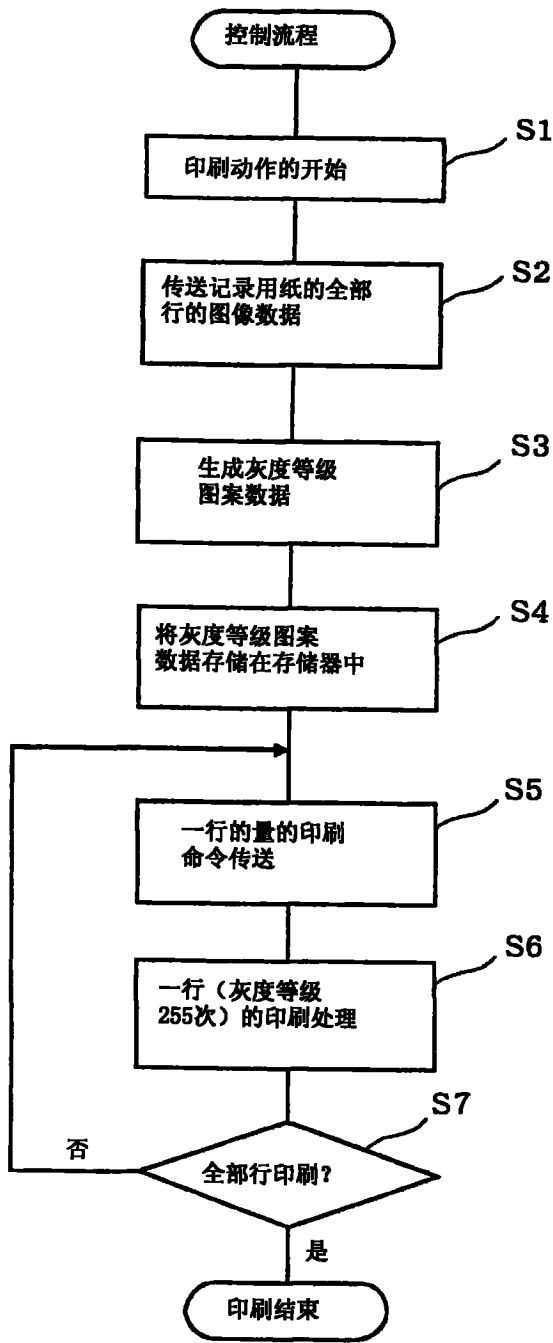 控制流程
S1
印刷动作的开始
S2
传送记录用纸的全部
行的图像数据
S3
生成灰度等级
图案数据
S4
将灰度等级图案
数据存储在存储器中
S5
一行的量的印刷
命令传送
S6
一行（灰度等级
255次）的印刷处理
S7
否
全部行印刷?
是
印刷结束